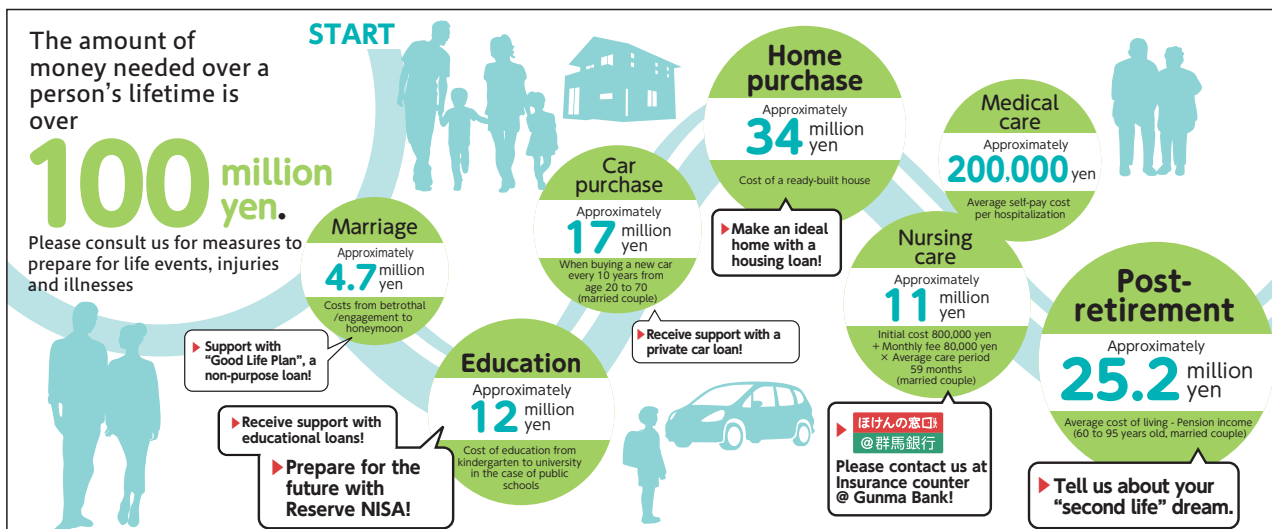 The amount of
money needed over a
person's lifetime is
over
100 million
yen.
Please consult us for measures to
prepare for life events, injuries
and illnesses
START
Marriage
Approximately
4.7 million
yen
Costs from betrothal
/engagement to
honeymoon
▶Support with
"Good Life Plan", a
non-purpose loan!
Education
Approximately
12 million
yen
Cost of education from
kindergarten to university
in the case of public
schools
▶Receive support with
educational loans!
▶Prepare for the
future with
Reserve NISA!
Car
purchase
Approximately
17 million
yen
When buying a new car
every 10 years from
age 20 to 70
(married couple)
▶Receive support with a
private car loan!
Home
purchase
Approximately
34 million
yen
Cost of a ready-built house
▶Make an ideal
home with a
housing loan!
Medical
care
Approximately
200,000 yen
Average self-pay cost
per hospitalization
Nursing
care
Approximately
11 million
yen
Initial cost 800,000 yen
+ Monthly fee 80,000 yen
× Average care period
59 months
(married couple)
▶ほけんの窓口
@群馬銀行
Please contact us at
Insurance counter
@ Gunma Bank!
Post-
retirement
Approximately
25.2 million
yen
Average cost of living - Pension income
(60 to 95 years old, married couple)
▶Tell us about your
"second life" dream.